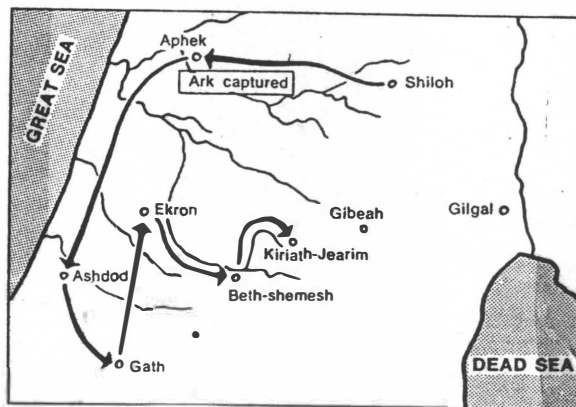 Aphek
Ark captured
Shiloh
GREAT SEA
Ekron
Gibeah
Gilgal
Kiriath-Jearim
Ashdod
Beth-shemesh
Gath
DEAD SEA